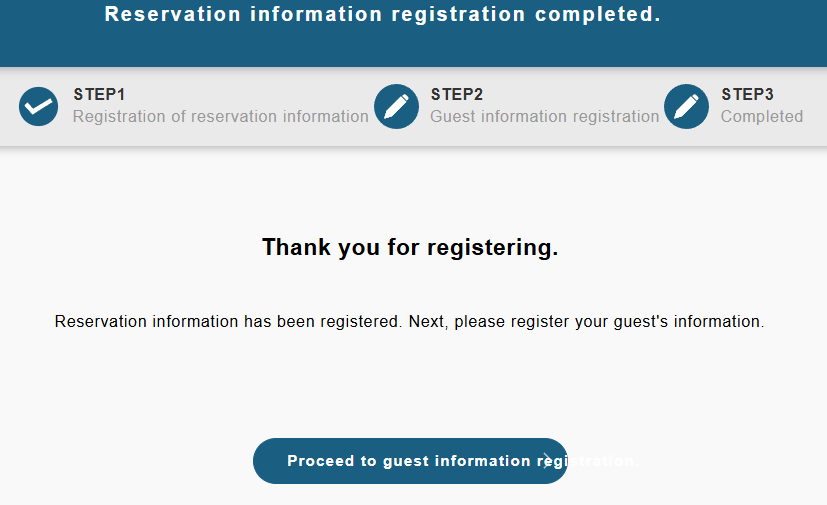 Reservation information registration completed.
STEP1
Registration of reservation information
STEP2
Guest information registration
STEP3
Completed
Thank you for registering.
Reservation information has been registered. Next, please register your guest's information.
Proceed to guest information registration.